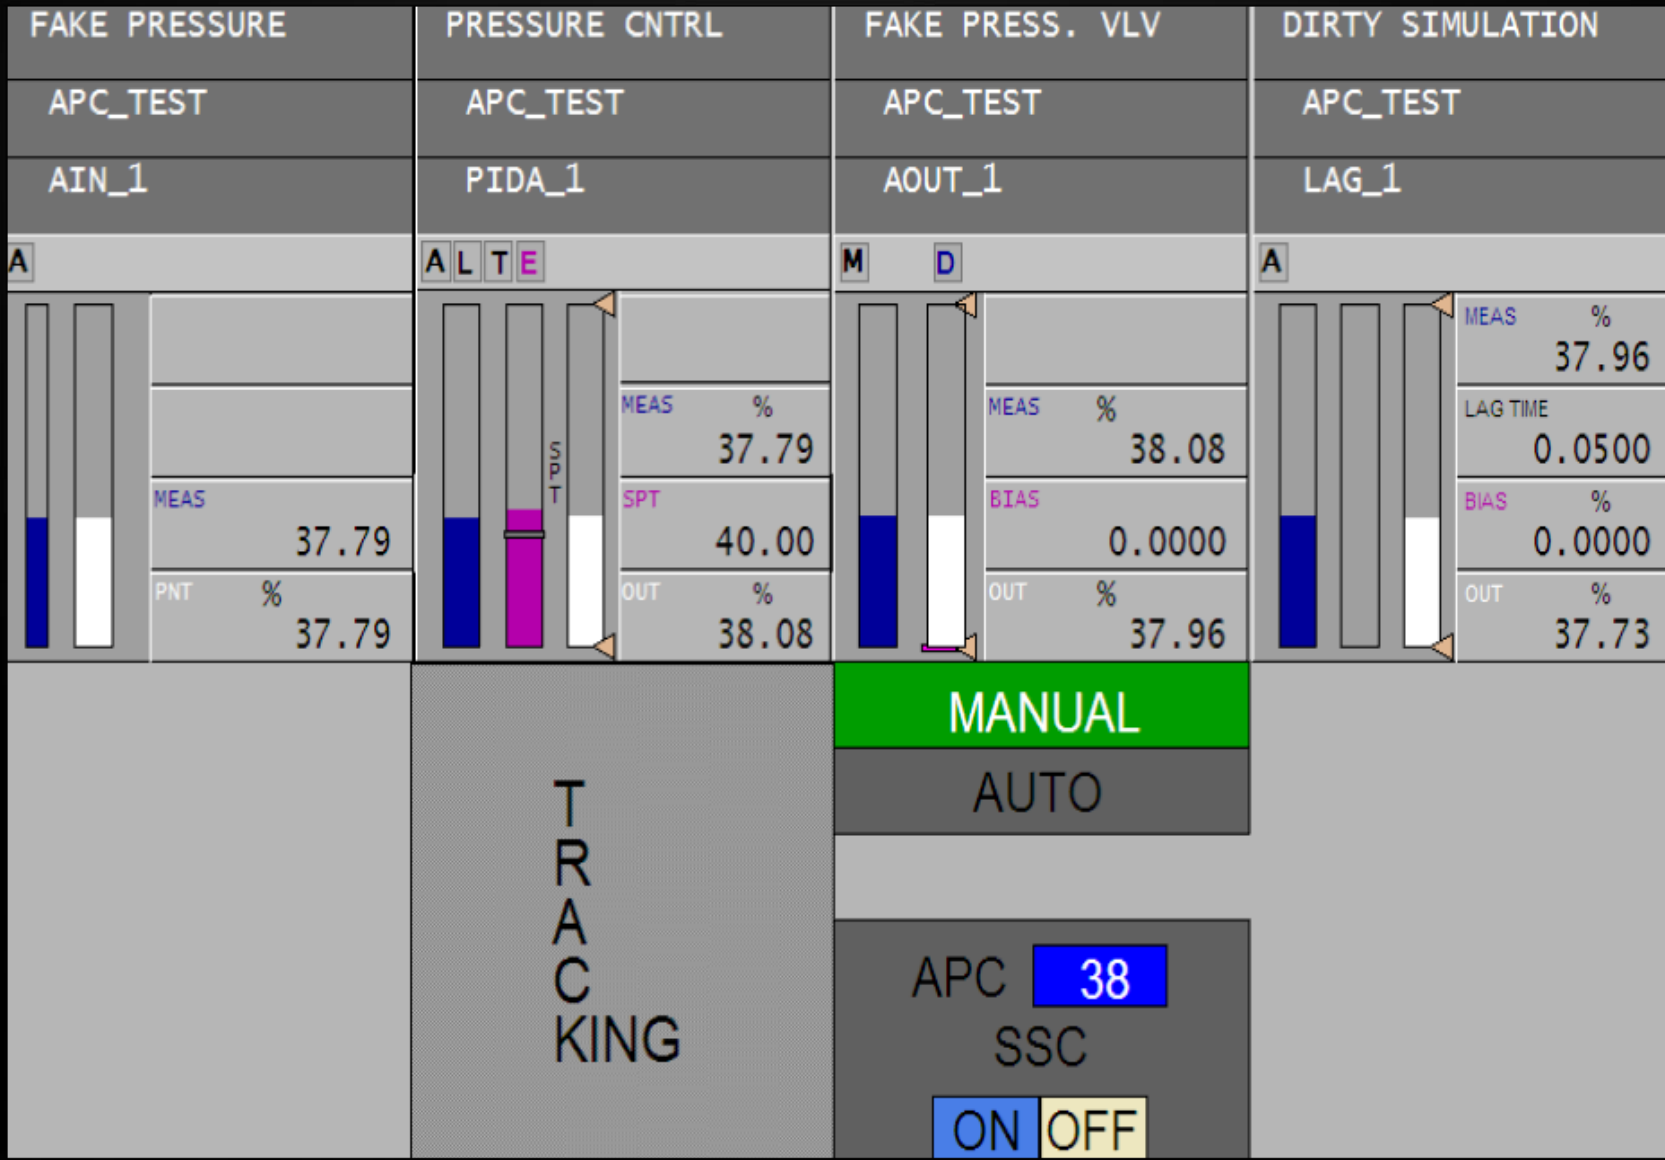 FAKE PRESSURE
APC_TEST
AIN_1
A
MEAS
37.79
PNT %
37.79
PRESSURE CNTRL
APC_TEST
PIDA_1
A L T E
S
P
T
MEAS %
37.79
SPT
40.00
OUT %
38.08
T
R
A
C
KING
FAKE PRESS. VLV
APC_TEST
AOUT_1
M D
MEAS %
38.08
BIAS
0.0000
OUT %
37.96
MANUAL
AUTO
APC 38
SSC
ON OFF
DIRTY SIMULATION
APC_TEST
LAG_1
A
MEAS %
37.96
LAG TIME
0.0500
BIAS %
0.0000
OUT %
37.73